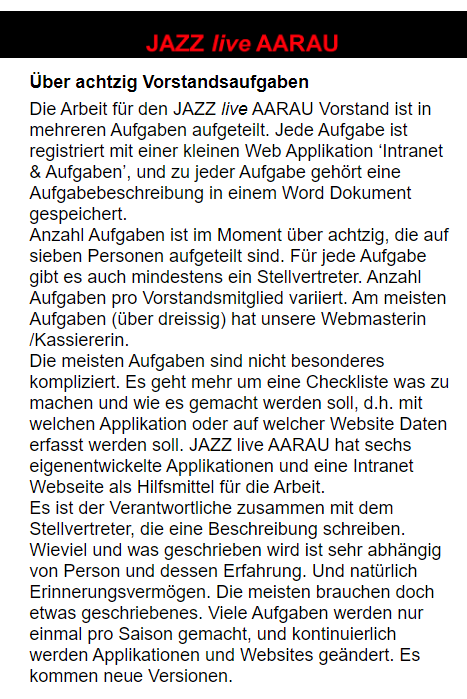 JAZZ live AARAU
Über achtzig Vorstandsaufgaben
Die Arbeit für den JAZZ live AARAU Vorstand ist in
mehreren Aufgaben aufgeteilt. Jede Aufgabe ist
registriert mit einer kleinen Web Applikation ‘Intranet
& Aufgaben’, und zu jeder Aufgabe gehört eine
Aufgabebeschreibung in einem Word Dokument
gespeichert.
Anzahl Aufgaben ist im Moment über achtzig, die auf
sieben Personen aufgeteilt sind. Für jede Aufgabe
gibt es auch mindestens ein Stellvertreter. Anzahl
Aufgaben pro Vorstandsmitglied variiert. Am meisten
Aufgaben (über dreissig) hat unsere Webmasterin
/Kassiererin.
Die meisten Aufgaben sind nicht besonderes
kompliziert. Es geht mehr um eine Checkliste was zu
machen und wie es gemacht werden soll, d.h. mit
welchen Applikation oder auf welcher Website Daten
erfasst werden soll. JAZZ live AARAU hat sechs
eigenentwickelte Applikationen und eine Intranet
Webseite als Hilfsmittel für die Arbeit.
Es ist der Verantwortliche zusammen mit dem
Stellvertreter, die eine Beschreibung schreiben.
Wieviel und was geschrieben wird ist sehr abhängig
von Person und dessen Erfahrung. Und natürlich
Erinnerungsvermögen. Die meisten brauchen doch
etwas geschriebenes. Viele Aufgaben werden nur
einmal pro Saison gemacht, und kontinuierlich
werden Applikationen und Websites geändert. Es
kommen neue Versionen.